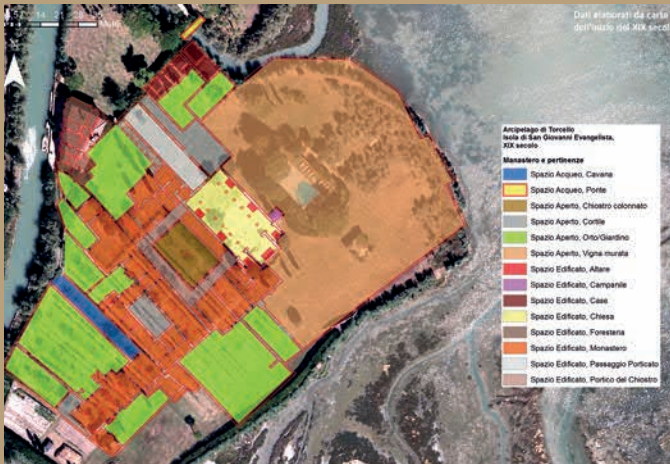 Dati elaborati da carte
dell'inizio del XIX secol
Arcipelago di Torcello
Isola di San Giovanni Evangelista,
XIX secolo
Manastero e pertinenze
Spazio Acqueo, Cavana
Spazio Acqueo, Ponte
Spazio Aperto, Chiostro colonnato
Spazio Aperto, Cortile
Spazio Aperto, Orto/Giardino
Spazio Aperto, Vigna murata
Spazio Edificato, Altare
Spazio Edificato, Campanile
Spazio Edificato, Case
Spazio Edificato, Chiesa
Spazio Edificato, Foresteria
Spazio Edificato, Monastero
Spazio Edificato, Passaggio Porticato
Spazio Edificato, Portico del Chiostro